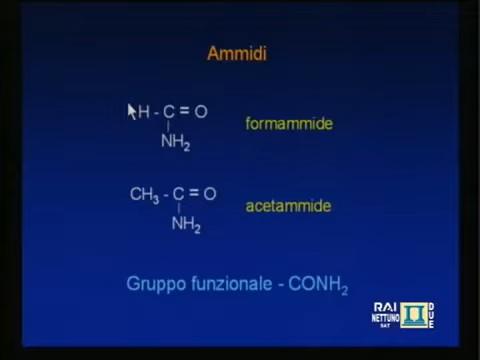 Ammidi
H - C = O
NH₂
formammide
CH₃ - C = O
NH₂
acetammide
Gruppo funzionale - CONH₂
RAI
NETTUNO
SAT
DUE